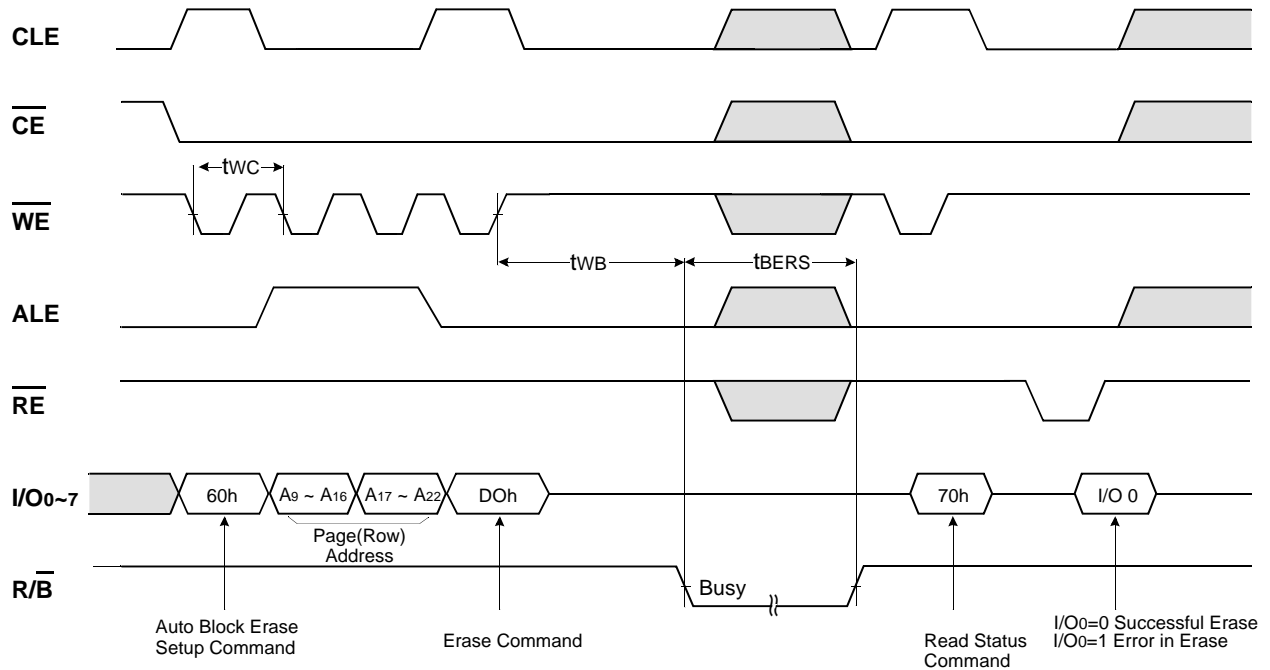 CLE
CE
tWC
WE
tWB
tBERS
ALE
RE
I/O0~7
60h
A9 ~ A16
A17 ~ A22
DOh
70h
I/O 0
Page(Row)
Address
R/B
Busy
Auto Block Erase
Setup Command
Erase Command
Read Status
Command
I/O0=0 Successful Erase
I/O0=1 Error in Erase